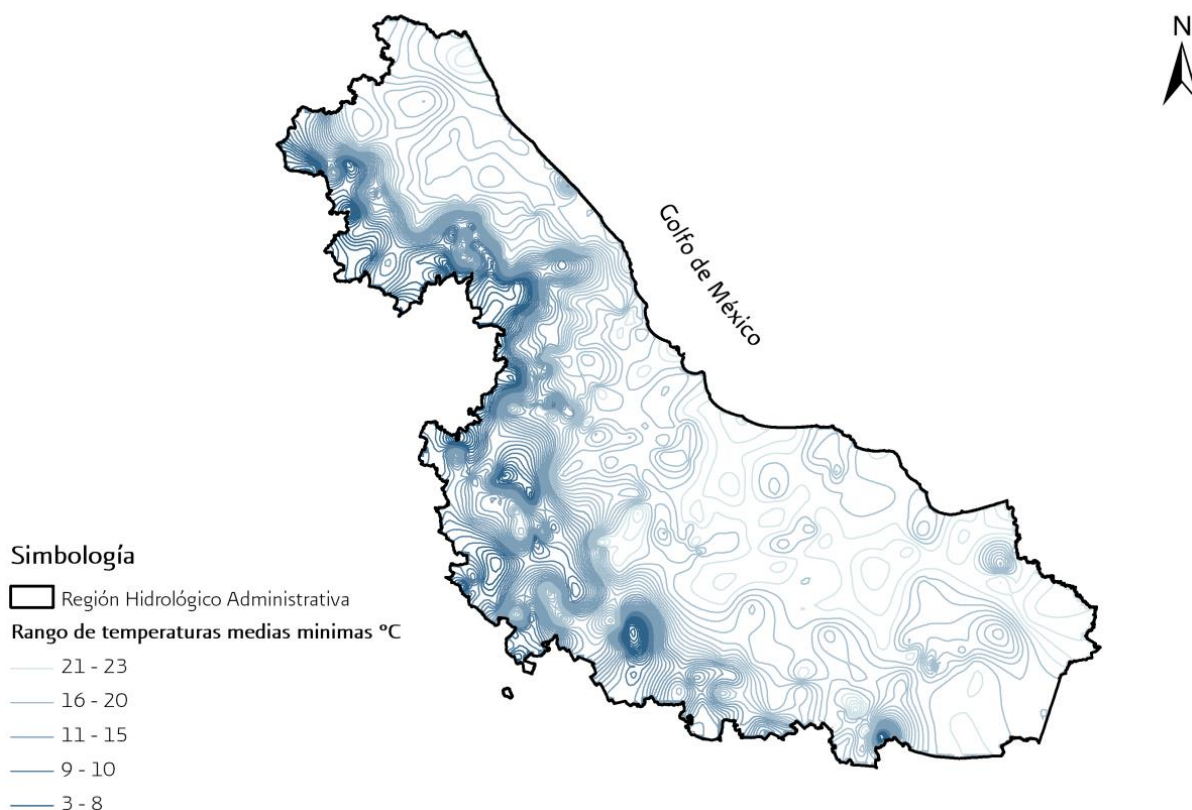 N
Golfo de México
Simbología
Región Hidrológico Administrativa
Rango de temperaturas medias minimas °C
21 - 23
16 - 20
11 - 15
9 - 10
3 - 8